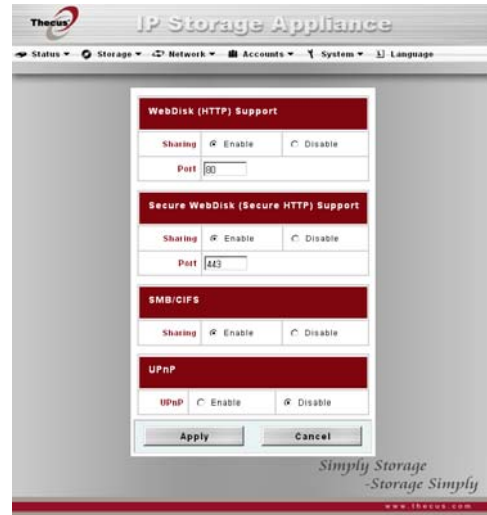 Thecus
IP Storage Appliance
Status Storage Network Accounts System Language
WebDisk (HTTP) Support
Sharing Enable Disable
Port 80
Secure WebDisk (Secure HTTP) Support
Sharing Enable Disable
Port 443
SMB/CIFS
Sharing Enable Disable
UPnP
UPnP Enable Disable
Apply Cancel
Simply Storage
-Storage Simply
www.thecus.com